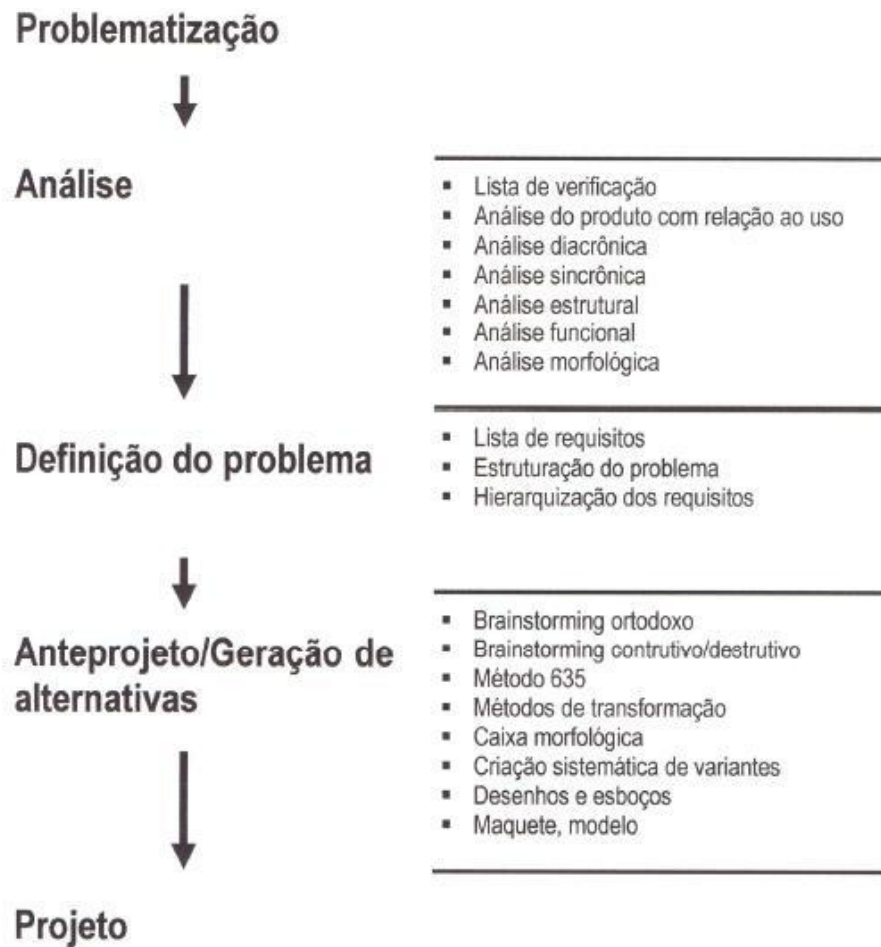 Problematização
Análise
▪ Lista de verificação
▪ Análise do produto com relação ao uso
▪ Análise diacrônica
▪ Análise sincrônica
▪ Análise estrutural
▪ Análise funcional
▪ Análise morfológica
Definição do problema
▪ Lista de requisitos
▪ Estruturação do problema
▪ Hierarquização dos requisitos
Anteprojeto/Geração de
alternativas
▪ Brainstorming ortodoxo
▪ Brainstorming contrutivo/destrutivo
▪ Método 635
▪ Métodos de transformação
▪ Caixa morfológica
▪ Criação sistemática de variantes
▪ Desenhos e esboços
▪ Maquete, modelo
Projeto